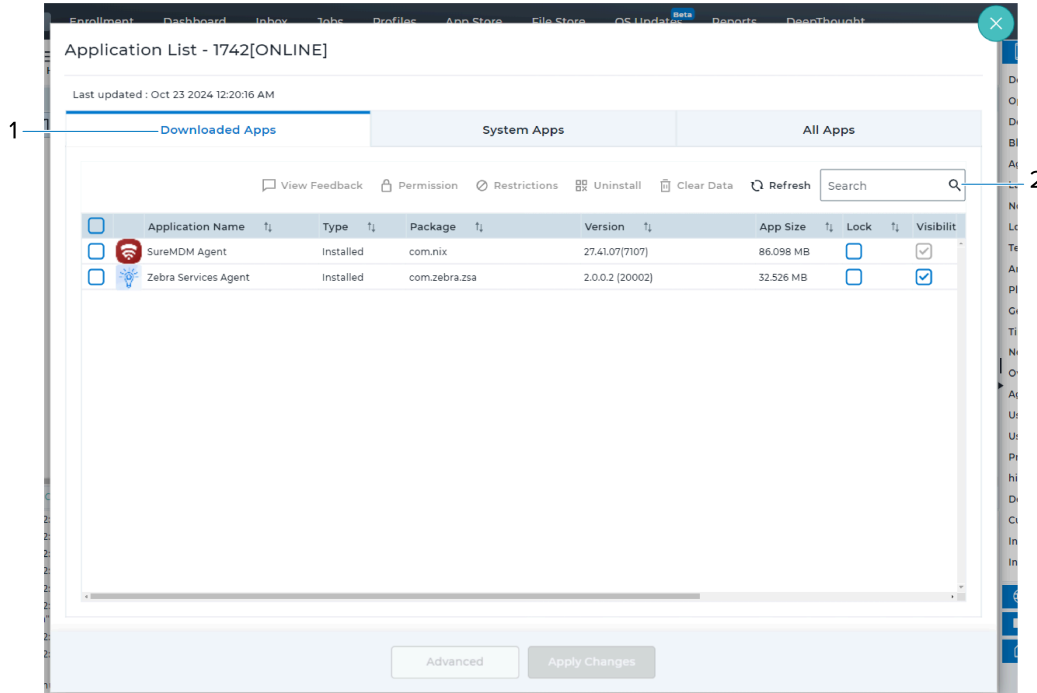 Enrollment Dashboard Inbox Jobs Profiles App Store File Store OS Updates Beta Reports DeepThought
Application List - 1742[ONLINE]
Last updated : Oct 23 2024 12:20:16 AM
1
Downloaded Apps System Apps All Apps
View Feedback Permission Restrictions Uninstall Clear Data Refresh Search
2
Application Name Type Package Version App Size Lock Visibilit
SureMDM Agent Installed com.nix 27.41.07(7107) 86.098 MB
Zebra Services Agent Installed com.zebra.zsa 2.0.0.2 (20002) 32.526 MB
Advanced Apply Changes